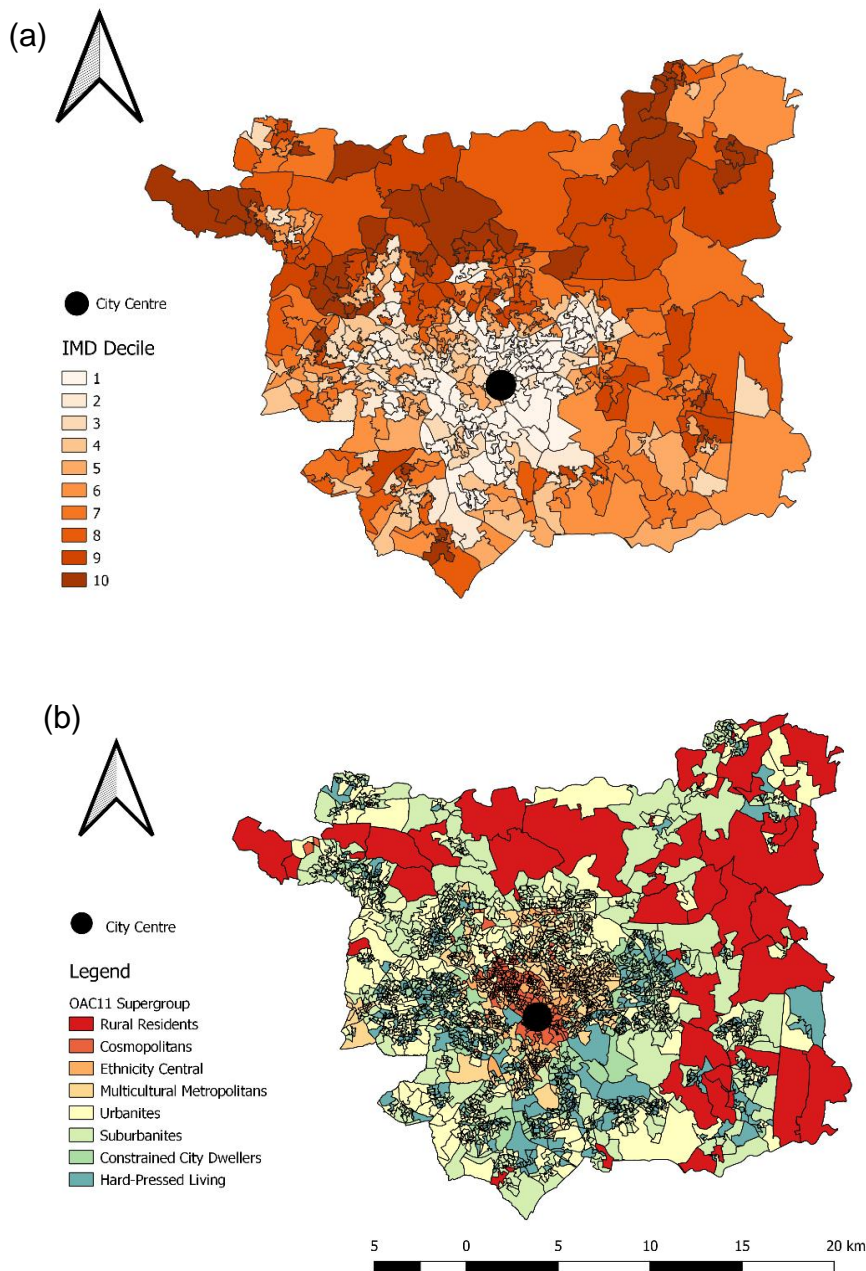 (a)
City Centre
IMD Decile
1
2
3
4
5
6
7
8
9
10
(b)
City Centre
Legend
OAC11 Supergroup
Rural Residents
Cosmopolitans
Ethnicity Central
Multicultural Metropolitans
Urbanites
Suburbanites
Constrained City Dwellers
Hard-Pressed Living
5 0 5 10 15 20 km